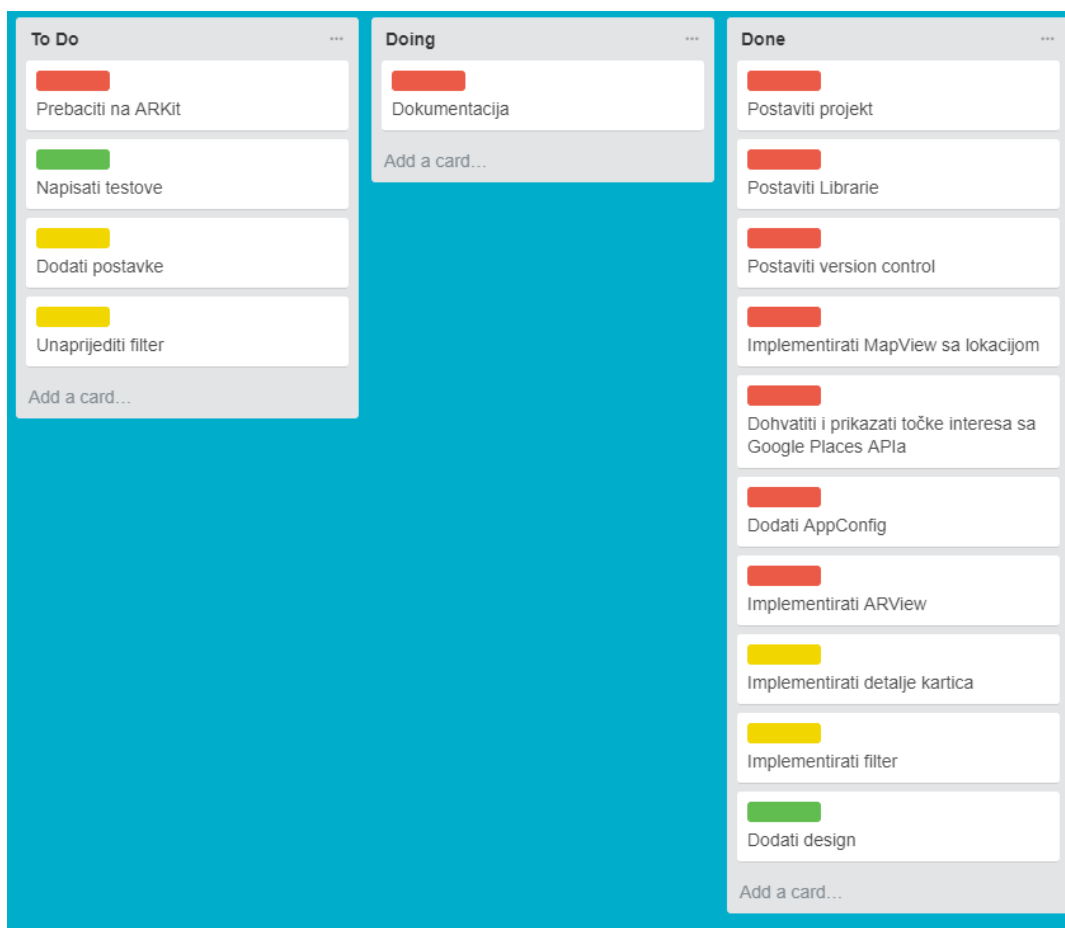 To Do
Prebaciti na ARKit
Napisati testove
Dodati postavke
Unaprijediti filter
Add a card...
Doing
Dokumentacija
Add a card...
Done
Postaviti projekt
Postaviti Librarie
Postaviti version control
Implementirati MapView sa lokacijom
Dohvatiti i prikazati točke interesa sa
Google Places APIa
Dodati AppConfig
Implementirati ARView
Implementirati detalje kartica
Implementirati filter
Dodati design
Add a card...